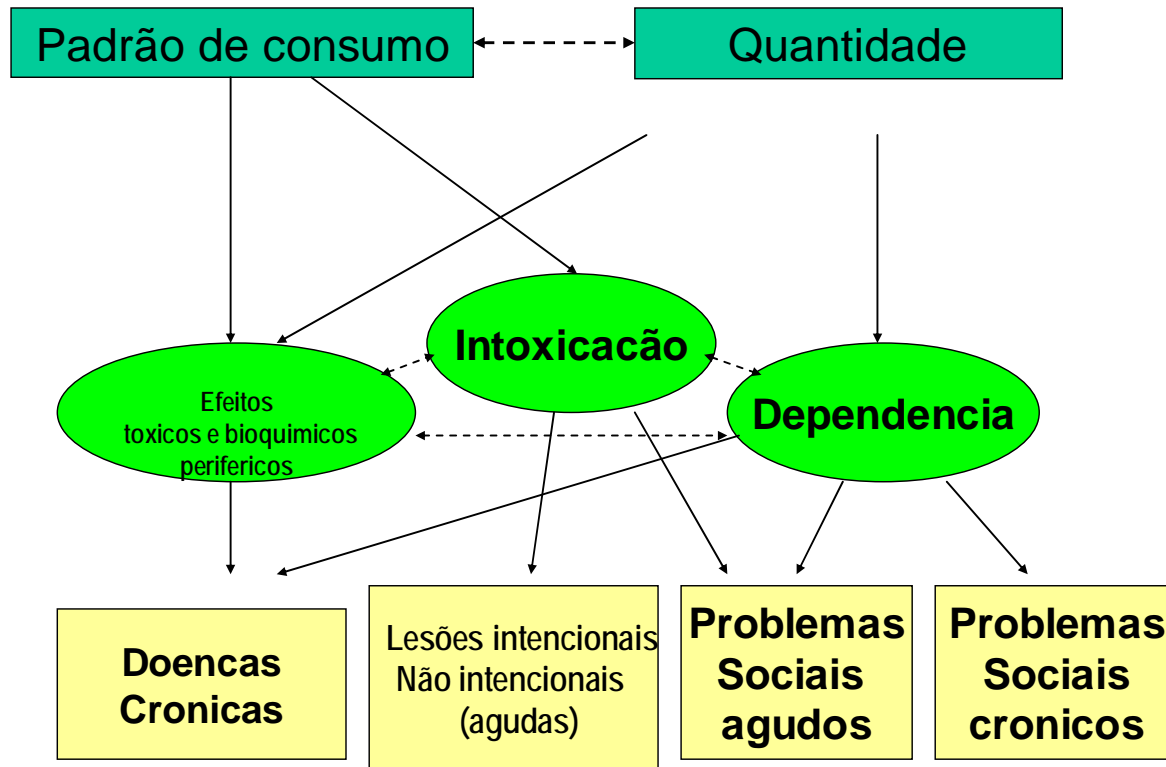 Padrão de consumo
Quantidade
Intoxicacão
Efeitos
toxicos e bioquimicos
perifericos
Dependencia
Doencas
Cronicas
Lesões intencionais
Não intencionais
(agudas)
Problemas
Sociais
agudos
Problemas
Sociais
cronicos